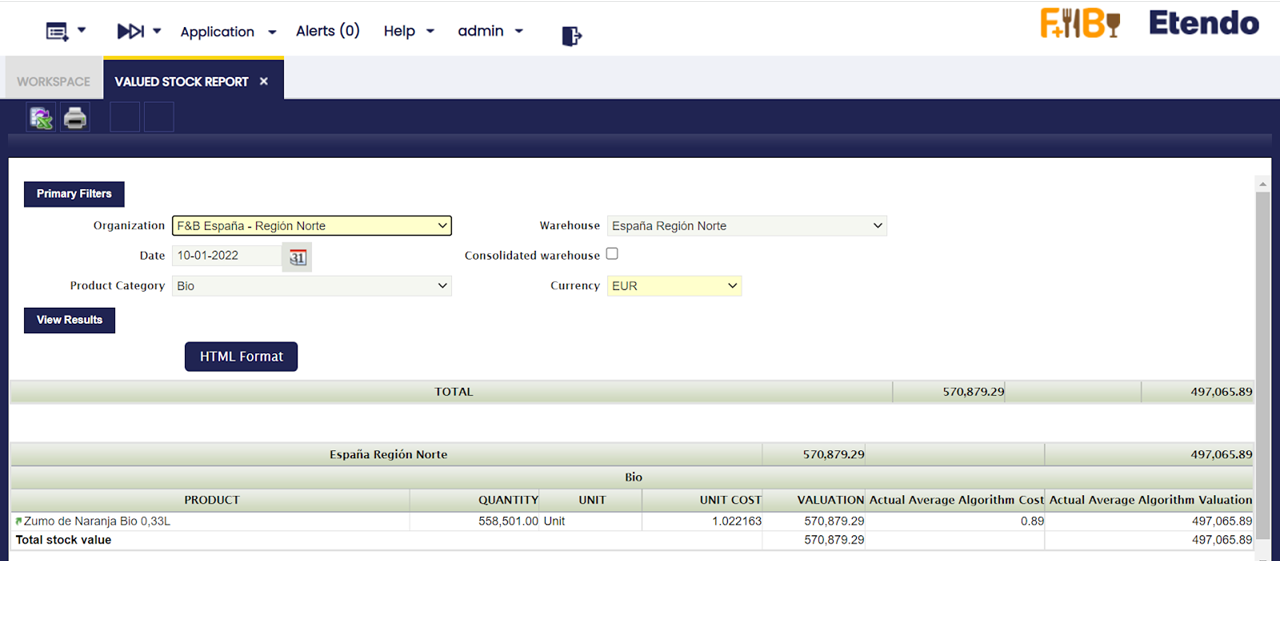 Application Alerts (0) Help admin F+B Etendo
WORKSPACE VALUED STOCK REPORT ×
Primary Filters
Organization F&B España - Región Norte Warehouse España Región Norte
Date 10-01-2022 31 Consolidated warehouse
Product Category Bio Currency EUR
View Results
HTML Format
TOTAL 570,879.29 497,065.89
España Región Norte 570,879.29 497,065.89
Bio
PRODUCT QUANTITY UNIT UNIT COST VALUATION Actual Average Algorithm Cost Actual Average Algorithm Valuation
Zumo de Naranja Bio 0,33L 558,501.00 Unit 1.022163 570,879.29 0.89 497,065.89
Total stock value 570,879.29 497,065.89